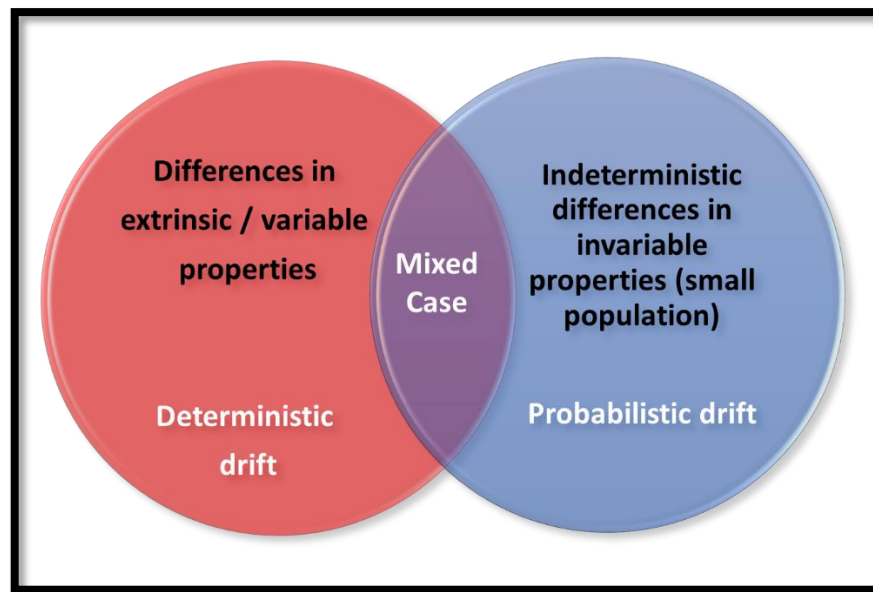 Differences in
extrinsic / variable
properties
Deterministic
drift
Mixed
Case
Indeterministic
differences in
invariable
properties (small
population)
Probabilistic drift